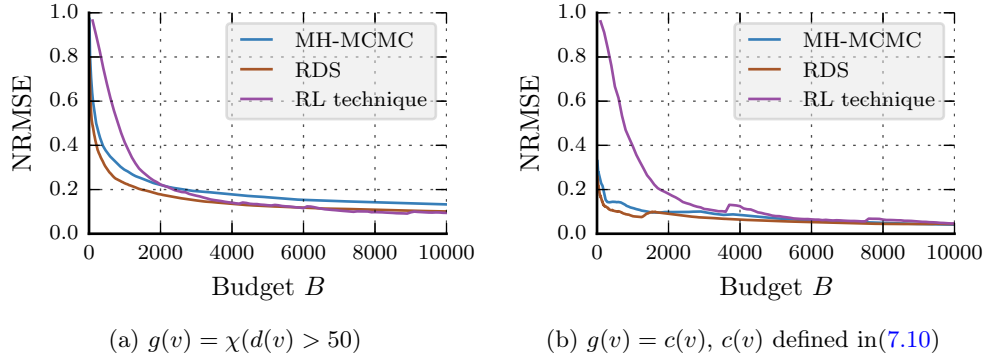 1.0
0.8
0.6
0.4
0.2
0.0
NRMSE
MH-MCMC
RDS
RL technique
0 2000 4000 6000 8000 10000
Budget B
(a) g(v) = χ(d(v) > 50)
1.0
0.8
0.6
0.4
0.2
0.0
NRMSE
MH-MCMC
RDS
RL technique
0 2000 4000 6000 8000 10000
Budget B
(b) g(v) = c(v), c(v) defined in(7.10)